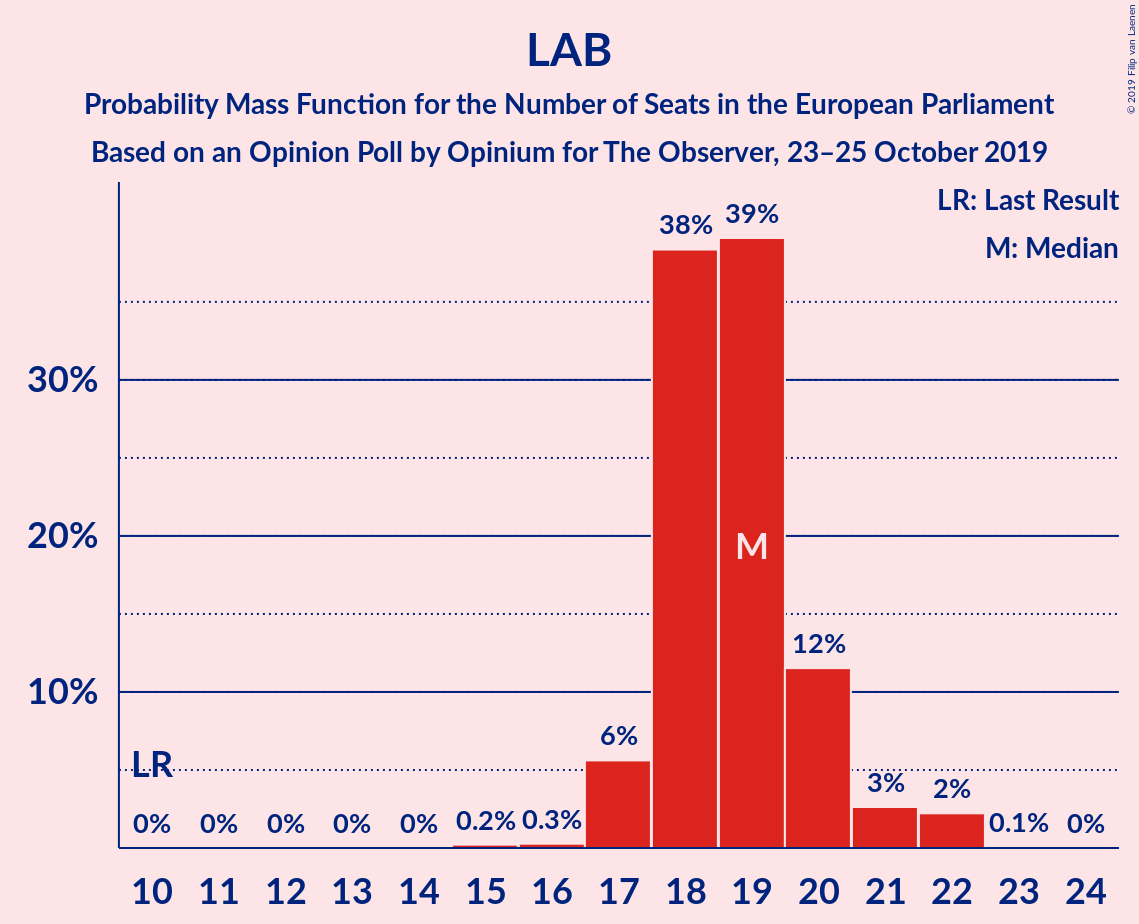 LAB
Probability Mass Function for the Number of Seats in the European Parliament
Based on an Opinion Poll by Opinium for The Observer, 23–25 October 2019
© 2019 Filip van Laenen
LR: Last Result
M: Median
38% 39%
30%
20%
M
12%
10%
6%
LR
3% 2%
0% 0% 0% 0% 0% 0.2% 0.3% 0.1% 0%
10 11 12 13 14 15 16 17 18 19 20 21 22 23 24